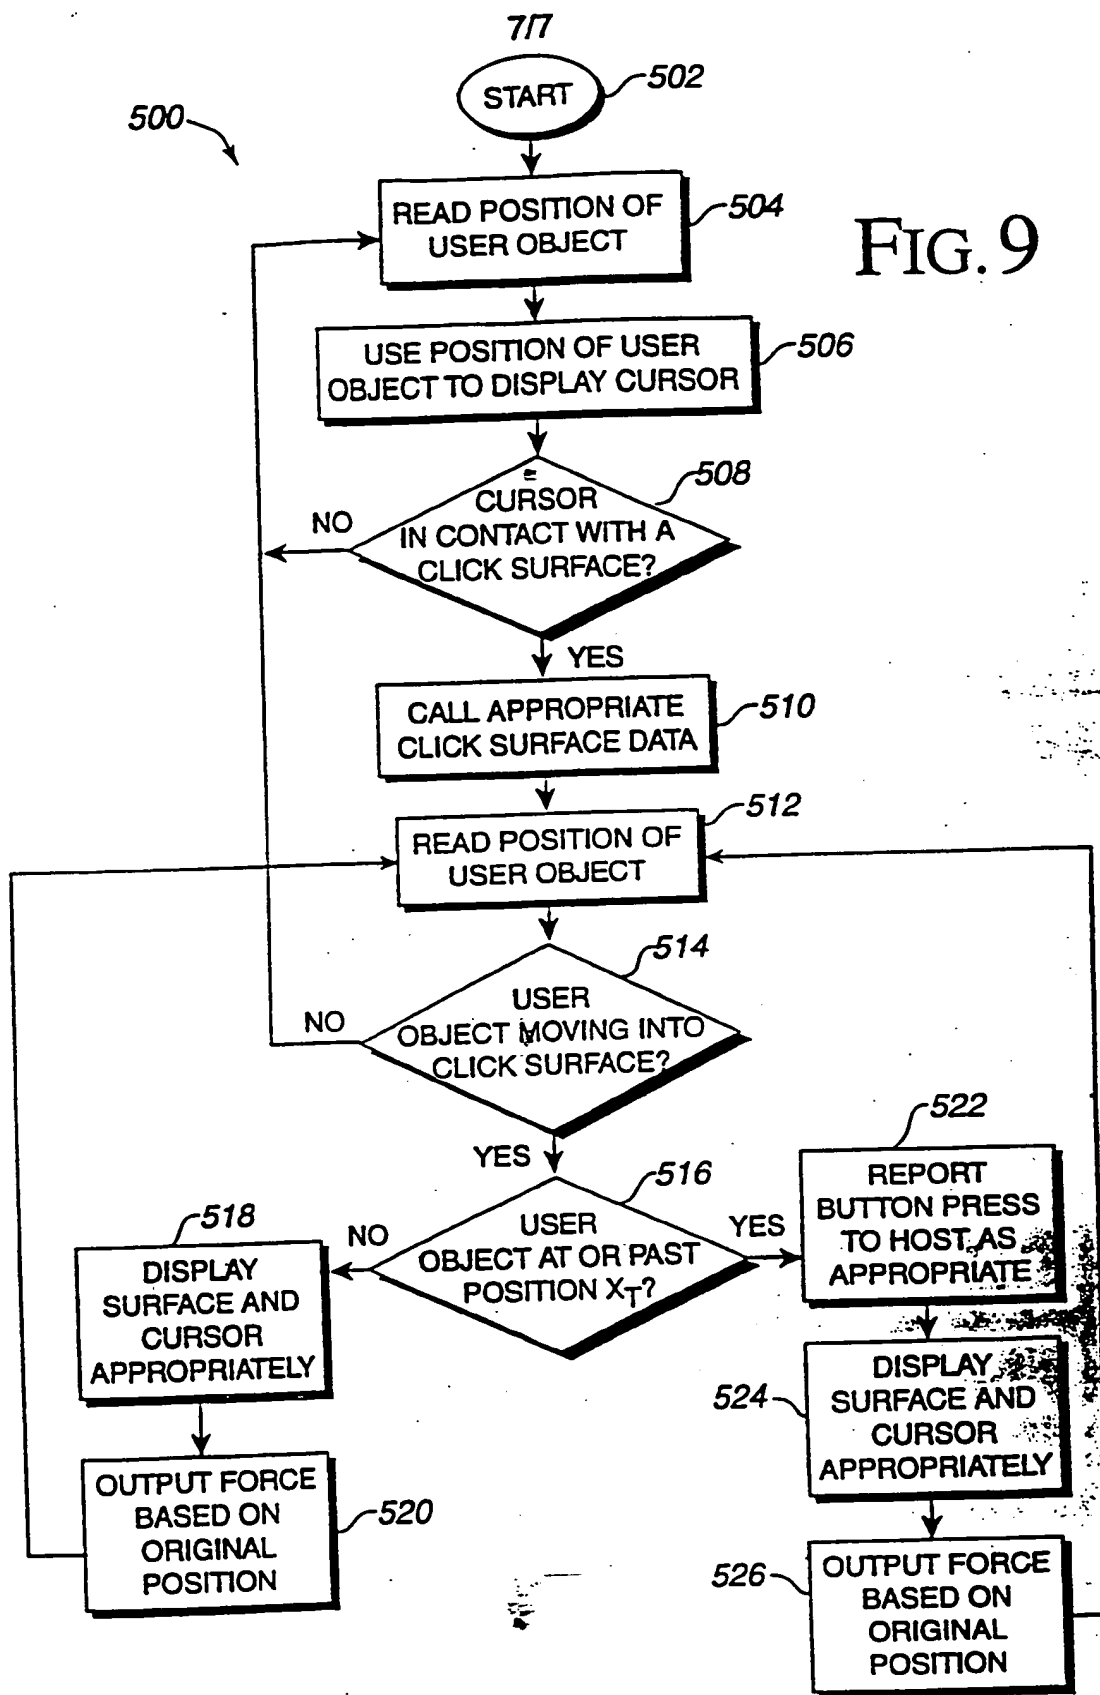 7/7
START
502
500
READ POSITION OF
USER OBJECT
504
FIG. 9
USE POSITION OF USER
OBJECT TO DISPLAY CURSOR
506
CURSOR
IN CONTACT WITH A
CLICK SURFACE?
508
NO
YES
CALL APPROPRIATE
CLICK SURFACE DATA
510
READ POSITION OF
USER OBJECT
512
USER
OBJECT MOVING INTO
CLICK SURFACE?
514
NO
YES
USER
OBJECT AT OR PAST
POSITION XT?
516
NO
YES
518
DISPLAY
SURFACE AND
CURSOR
APPROPRIATELY
522
REPORT
BUTTON PRESS
TO HOST AS
APPROPRIATE
OUTPUT FORCE
BASED ON
ORIGINAL
POSITION
520
524
DISPLAY
SURFACE AND
CURSOR
APPROPRIATELY
526
OUTPUT FORCE
BASED ON
ORIGINAL
POSITION